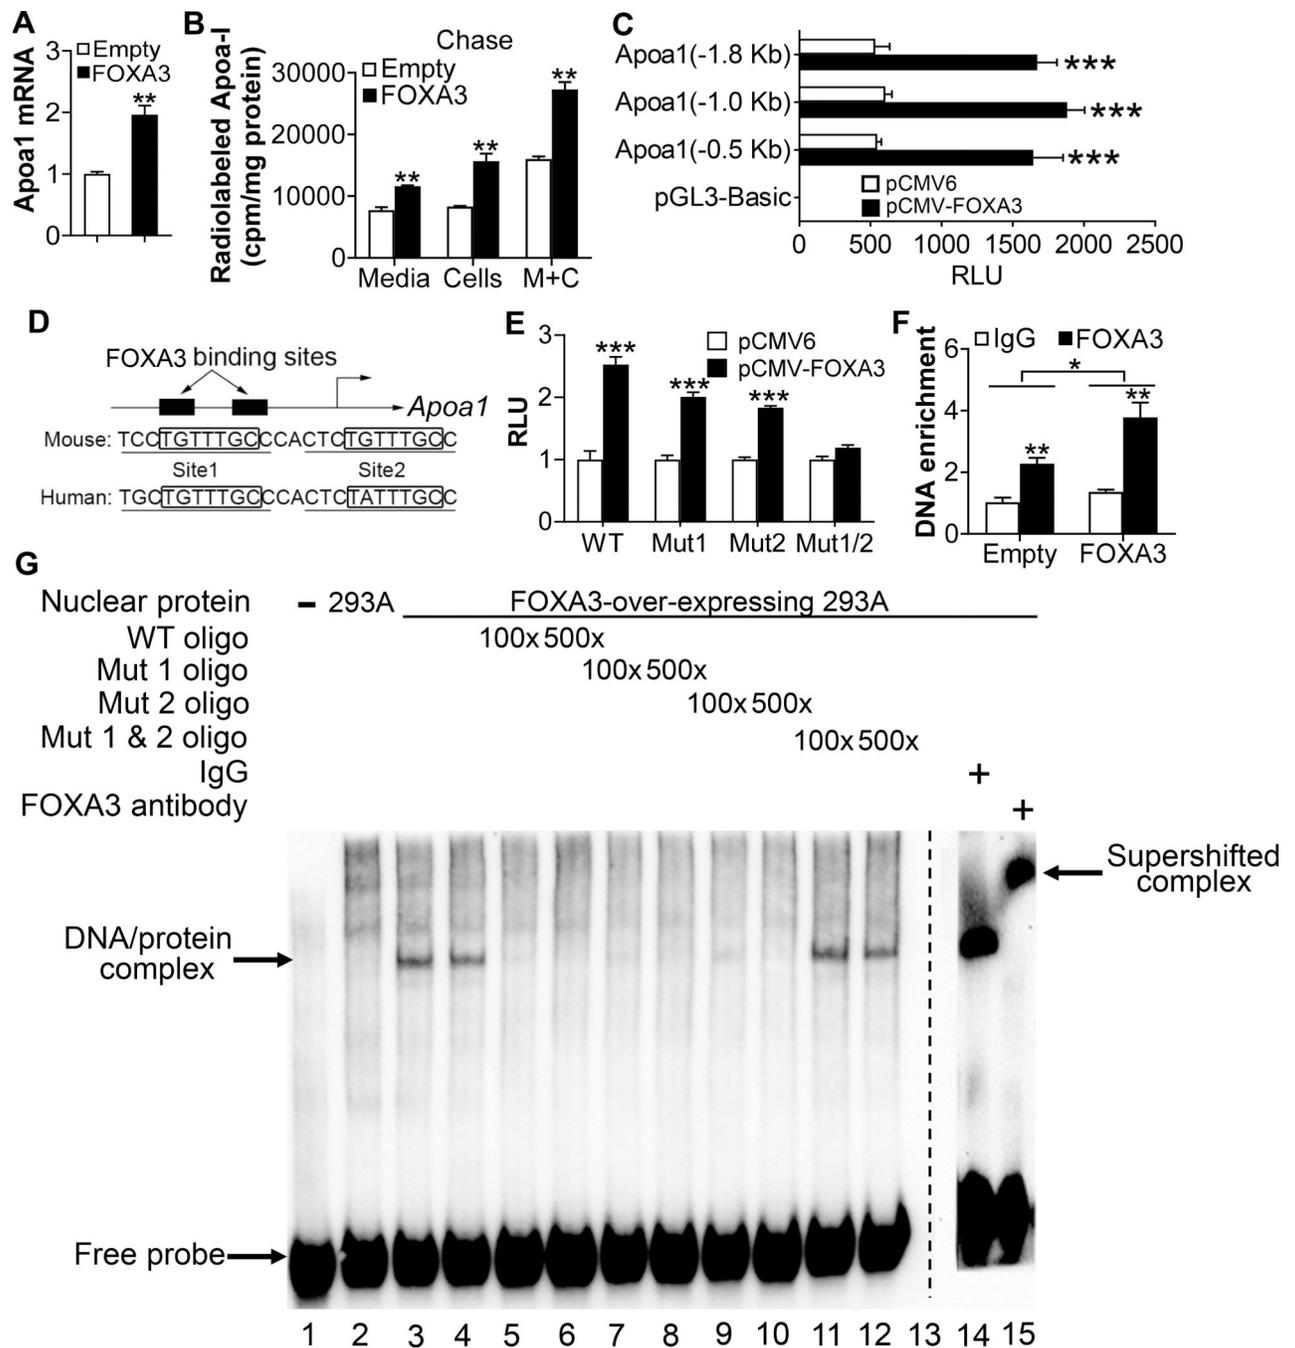 A
Apoa1 mRNA
3
2
1
0
Empty
FOXA3
**
B
Radiolabeled Apoa-I
(cpm/mg protein)
Chase
30000
20000
10000
0
Empty
FOXA3
**
**
**
Media Cells M+C
C
Apoa1(-1.8 Kb)
***
Apoa1(-1.0 Kb)
***
Apoa1(-0.5 Kb)
***
pGL3-Basic
pCMV6
pCMV-FOXA3
0 500 1000 1500 2000 2500
RLU
D
FOXA3 binding sites
Apoa1
Mouse: TCCTGTTTGCCCACTCTGTTTGCC
Site1 Site2
Human: TGCTGTTTGCCCACTCTATTTGCC
E
RLU
3
2
1
0
pCMV6
pCMV-FOXA3
***
***
***
WT Mut1 Mut2 Mut1/2
F
DNA enrichment
6
4
2
0
IgG FOXA3
*
**
**
Empty FOXA3
G
Nuclear protein – 293A FOXA3-over-expressing 293A
WT oligo 100x 500x
Mut 1 oligo 100x 500x
Mut 2 oligo 100x 500x
Mut 1 & 2 oligo 100x 500x
IgG +
FOXA3 antibody +
Supershifted
complex
DNA/protein
complex
Free probe
1 2 3 4 5 6 7 8 9 10 11 12 13 14 15